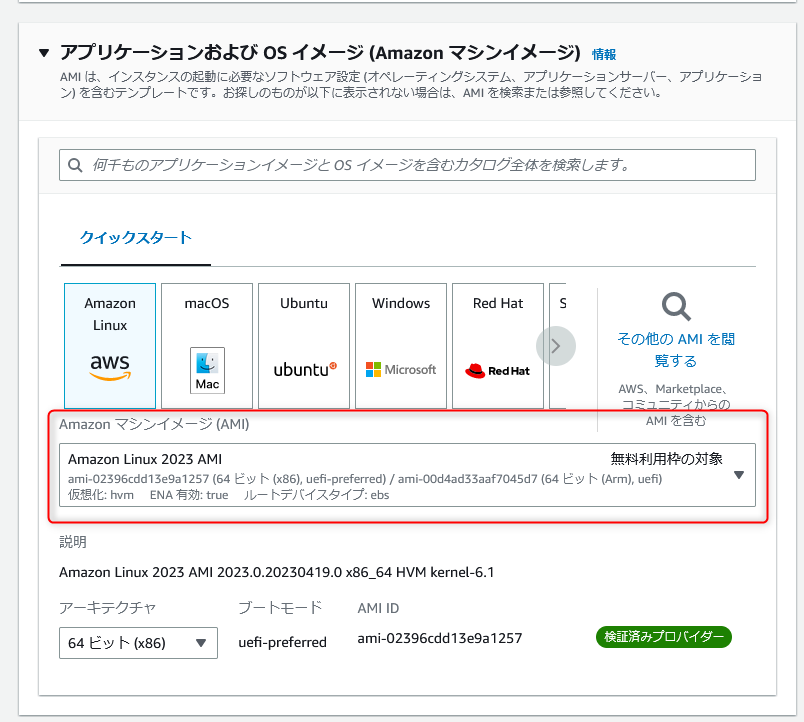 ▼ アプリケーションおよび OS イメージ (Amazon マシンイメージ) 情報
AMI は、インスタンスの起動に必要なソフトウェア設定 (オペレーティングシステム、アプリケーションサーバー、アプリケーショ
ン) を含むテンプレートです。お探しのものが以下に表示されない場合は、AMI を検索または参照してください。
何千ものアプリケーションイメージと OS イメージを含むカタログ全体を検索します。
クイックスタート
Amazon
Linux
aws
macOS
Mac
Ubuntu
ubuntu
Windows
Microsoft
Red Hat
Red Hat
S
その他の AMI を閲
覧する
AWS、Marketplace、
コミュニティからの
AMI を含む
Amazon マシンイメージ (AMI)
Amazon Linux 2023 AMI 無料利用枠の対象
ami-02396cdd13e9a1257 (64 ビット (x86), uefi-preferred) / ami-00d4ad33aaf7045d7 (64 ビット (Arm), uefi)
仮想化: hvm ENA 有効: true ルートデバイスタイプ: ebs
説明
Amazon Linux 2023 AMI 2023.0.20230419.0 x86_64 HVM kernel-6.1
アーキテクチャ ブートモード AMI ID
64 ビット (x86) uefi-preferred ami-02396cdd13e9a1257 検証済みプロバイダー